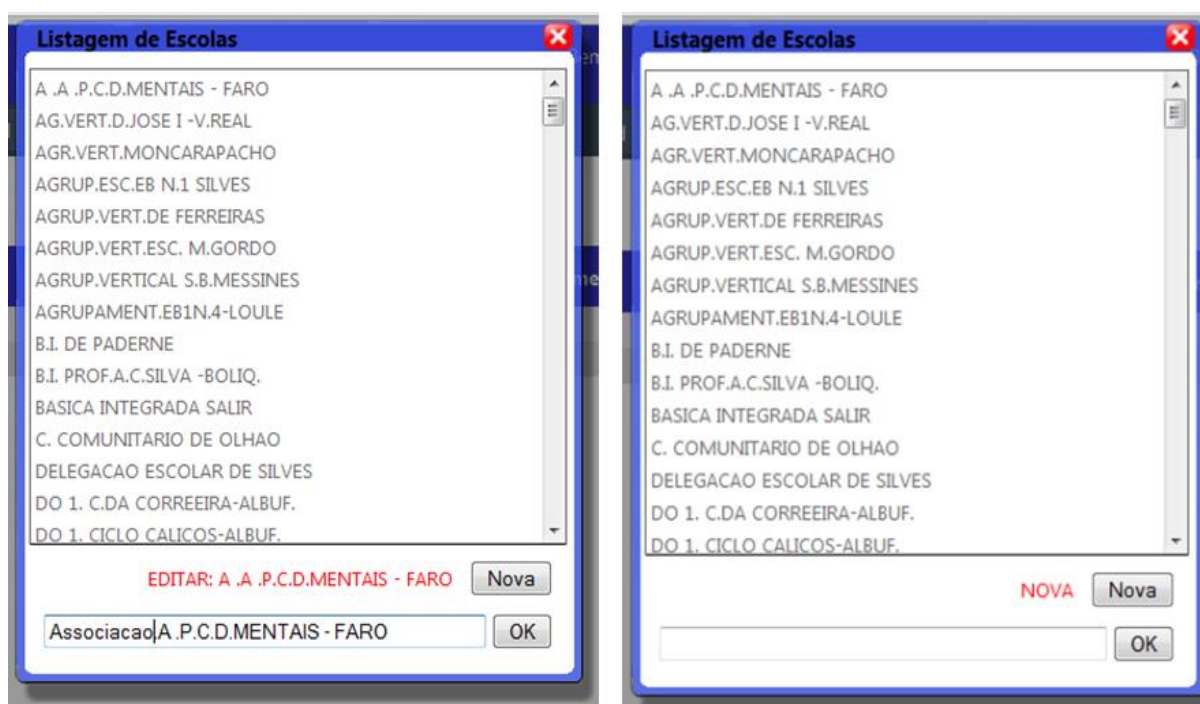 Listagem de Escolas
A .A .P.C.D.MENTAIS - FARO
AG.VERT.D.JOSE I -V.REAL
AGR.VERT.MONCARAPACHO
AGRUP.ESC.EB N.1 SILVES
AGRUP.VERT.DE FERREIRAS
AGRUP.VERT.ESC. M.GORDO
AGRUP.VERTICAL S.B.MESSINES
AGRUPAMENT.EB1N.4-LOULE
B.I. DE PADERNE
B.I. PROF.A.C.SILVA -BOLIQ.
BASICA INTEGRADA SALIR
C. COMUNITARIO DE OLHAO
DELEGACAO ESCOLAR DE SILVES
DO 1. C.DA CORREEIRA-ALBUF.
DO 1. CICLO CALICOS-ALBUF.
EDITAR: A .A .P.C.D.MENTAIS - FARO Nova
Associacao A .P.C.D.MENTAIS - FARO OK
Listagem de Escolas
A .A .P.C.D.MENTAIS - FARO
AG.VERT.D.JOSE I -V.REAL
AGR.VERT.MONCARAPACHO
AGRUP.ESC.EB N.1 SILVES
AGRUP.VERT.DE FERREIRAS
AGRUP.VERT.ESC. M.GORDO
AGRUP.VERTICAL S.B.MESSINES
AGRUPAMENT.EB1N.4-LOULE
B.I. DE PADERNE
B.I. PROF.A.C.SILVA -BOLIQ.
BASICA INTEGRADA SALIR
C. COMUNITARIO DE OLHAO
DELEGACAO ESCOLAR DE SILVES
DO 1. C.DA CORREEIRA-ALBUF.
DO 1. CICLO CALICOS-ALBUF.
NOVA Nova
OK